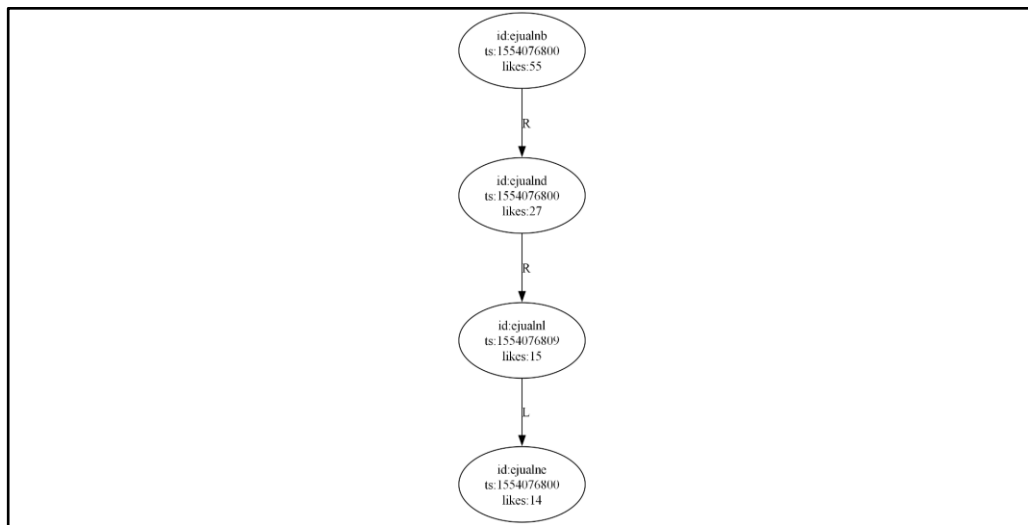 id:ejualnb
ts:1554076800
likes:55
R
id:ejualnd
ts:1554076800
likes:27
R
id:ejualnl
ts:1554076809
likes:15
L
id:ejualne
ts:1554076800
likes:14